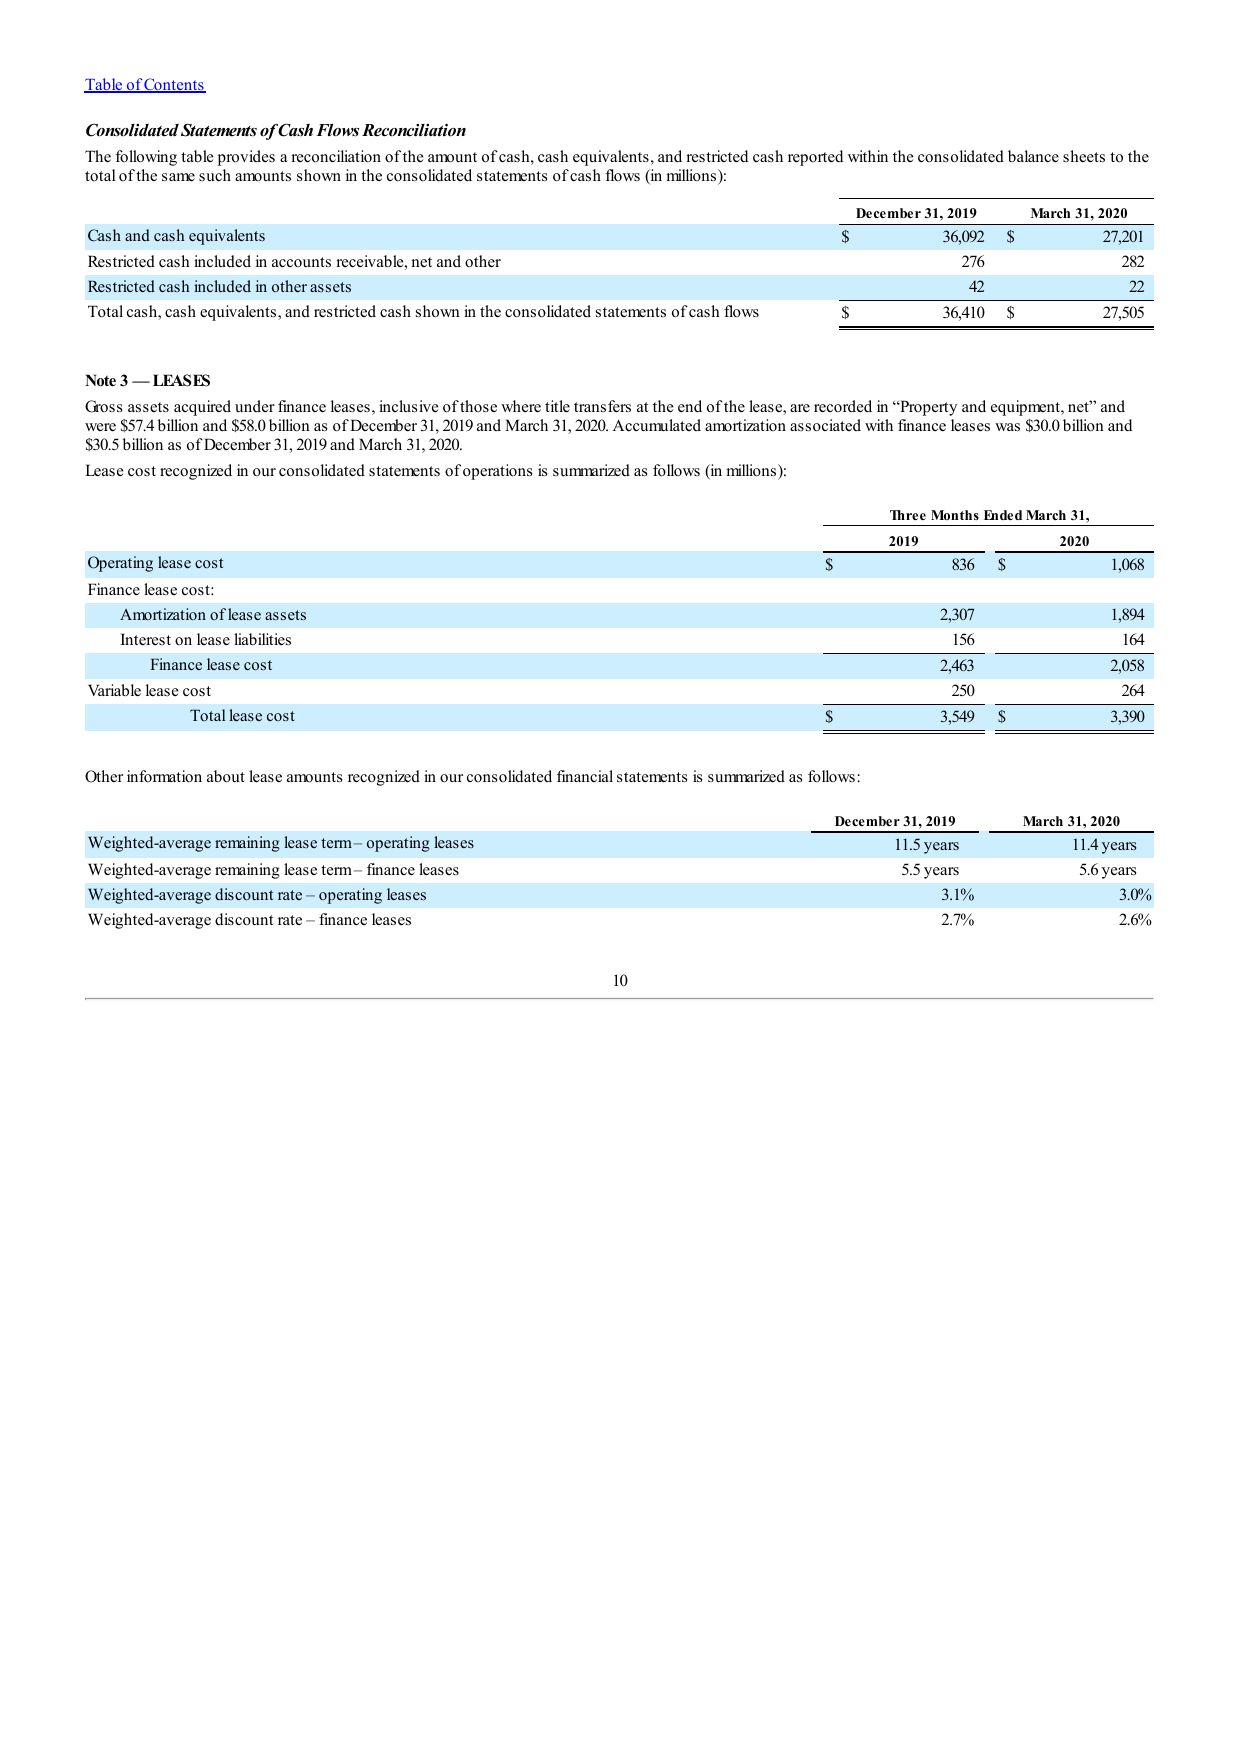 Table of Contents
Consolidated Statements of Cash Flows Reconciliation
The following table provides a reconciliation of the amount of cash, cash equivalents, and restricted cash reported within the consolidated balance sheets to the
total of the same such amounts shown in the consolidated statements of cash flows (in millions):
December 31, 2019 March 31, 2020
Cash and cash equivalents $ 36,092 $ 27,201
Restricted cash included in accounts receivable, net and other 276 282
Restricted cash included in other assets 42 22
Total cash, cash equivalents, and restricted cash shown in the consolidated statements of cash flows $ 36,410 $ 27,505
Note 3 — LEASES
Gross assets acquired under finance leases, inclusive of those where title transfers at the end of the lease, are recorded in “Property and equipment, net” and
were $57.4 billion and $58.0 billion as of December 31, 2019 and March 31, 2020. Accumulated amortization associated with finance leases was $30.0 billion and
$30.5 billion as of December 31, 2019 and March 31, 2020.
Lease cost recognized in our consolidated statements of operations is summarized as follows (in millions):
Three Months Ended March 31,
2019 2020
Operating lease cost $ 836 $ 1,068
Finance lease cost:
Amortization of lease assets 2,307 1,894
Interest on lease liabilities 156 164
Finance lease cost 2,463 2,058
Variable lease cost 250 264
Total lease cost $ 3,549 $ 3,390
Other information about lease amounts recognized in our consolidated financial statements is summarized as follows:
December 31, 2019 March 31, 2020
Weighted-average remaining lease term – operating leases 11.5 years 11.4 years
Weighted-average remaining lease term – finance leases 5.5 years 5.6 years
Weighted-average discount rate – operating leases 3.1% 3.0%
Weighted-average discount rate – finance leases 2.7% 2.6%
10